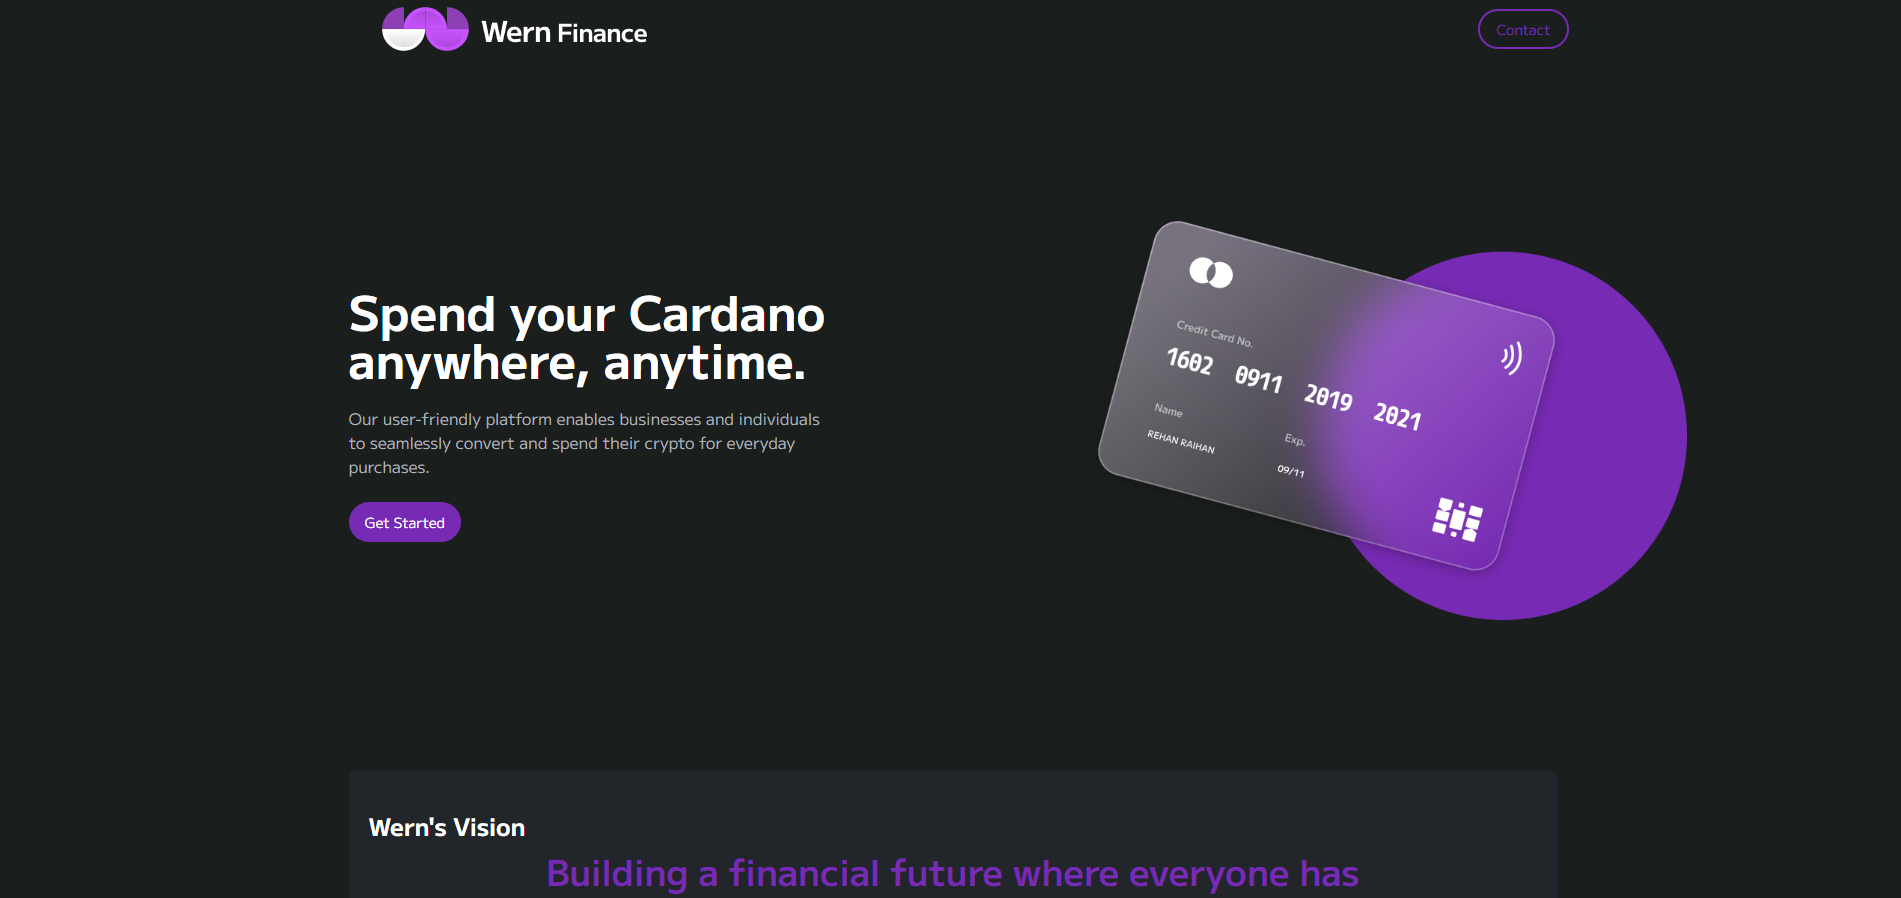 Wern Finance
Contact
Spend your Cardano
anywhere, anytime.
Our user-friendly platform enables businesses and individuals
to seamlessly convert and spend their crypto for everyday
purchases.
Get Started
Credit Card No.
1602 0911 2019 2021
Name
Exp.
REHAN RAIHAN
09/11
Wern's Vision
Building a financial future where everyone has